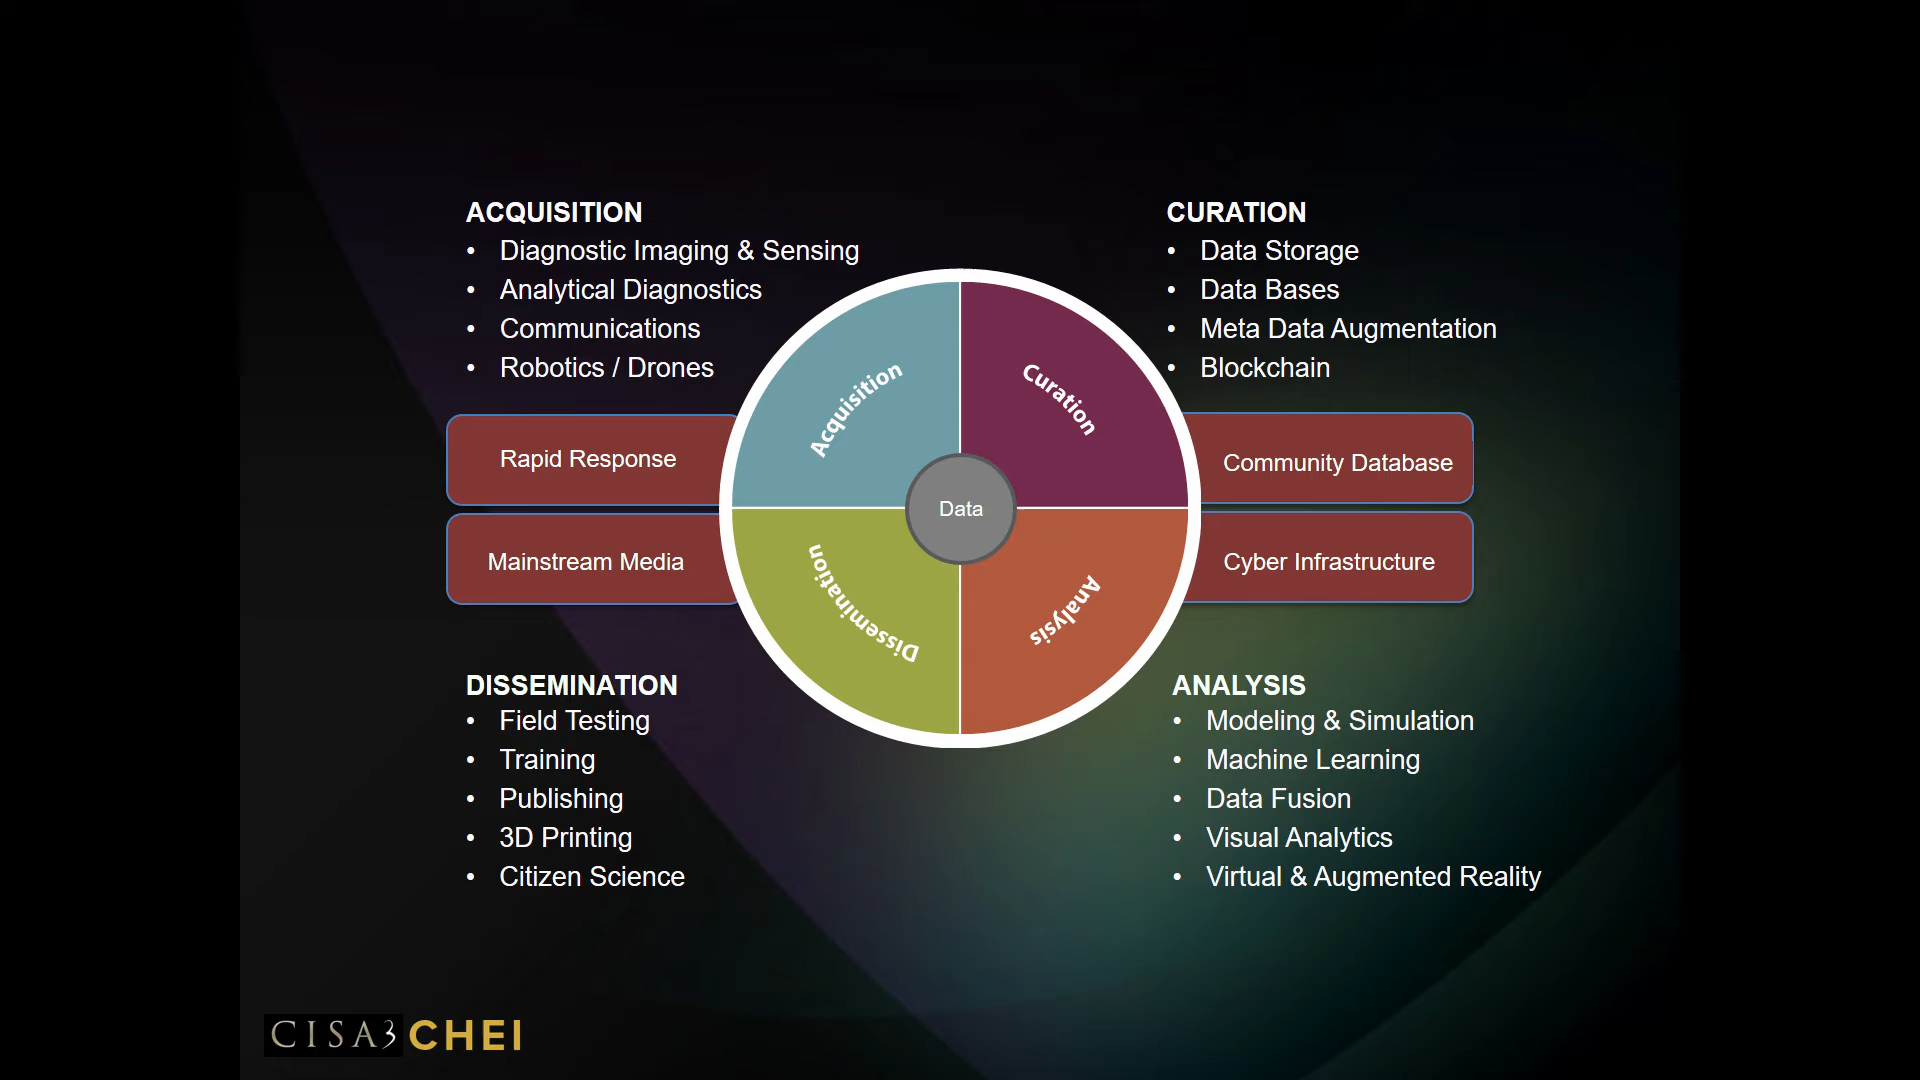 ACQUISITION
• Diagnostic Imaging & Sensing
• Analytical Diagnostics
• Communications
• Robotics / Drones
CURATION
• Data Storage
• Data Bases
• Meta Data Augmentation
• Blockchain
Acquisition
Curation
Rapid Response
Community Database
Data
Mainstream Media
Cyber Infrastructure
Dissemination
Analysis
DISSEMINATION
• Field Testing
• Training
• Publishing
• 3D Printing
• Citizen Science
ANALYSIS
• Modeling & Simulation
• Machine Learning
• Data Fusion
• Visual Analytics
• Virtual & Augmented Reality
CISA3 CHEI